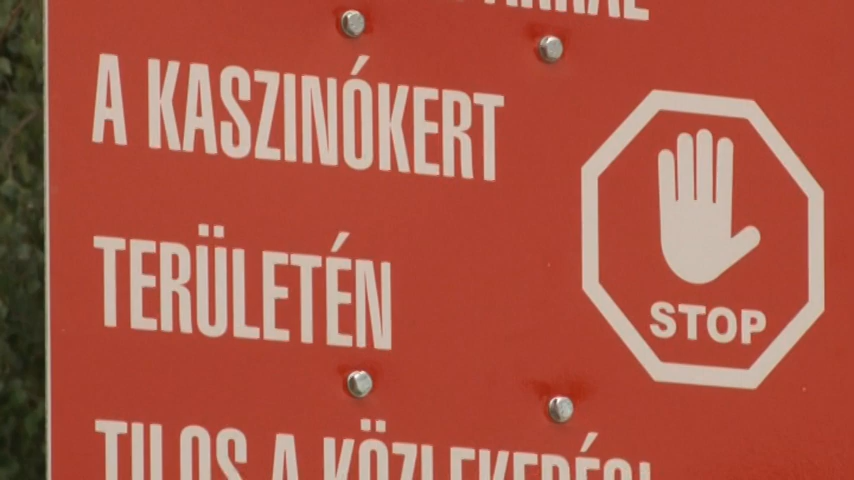 A KASZINÓKERT
STOP
TERÜLETÉN
TILOS A KÖZLEKEDÉS!